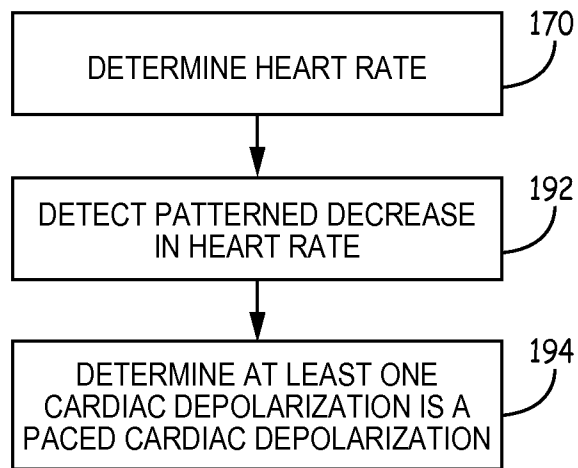 170
DETERMINE HEART RATE
192
DETECT PATTERNED DECREASE
IN HEART RATE
194
DETERMINE AT LEAST ONE
CARDIAC DEPOLARIZATION IS A
PACED CARDIAC DEPOLARIZATION